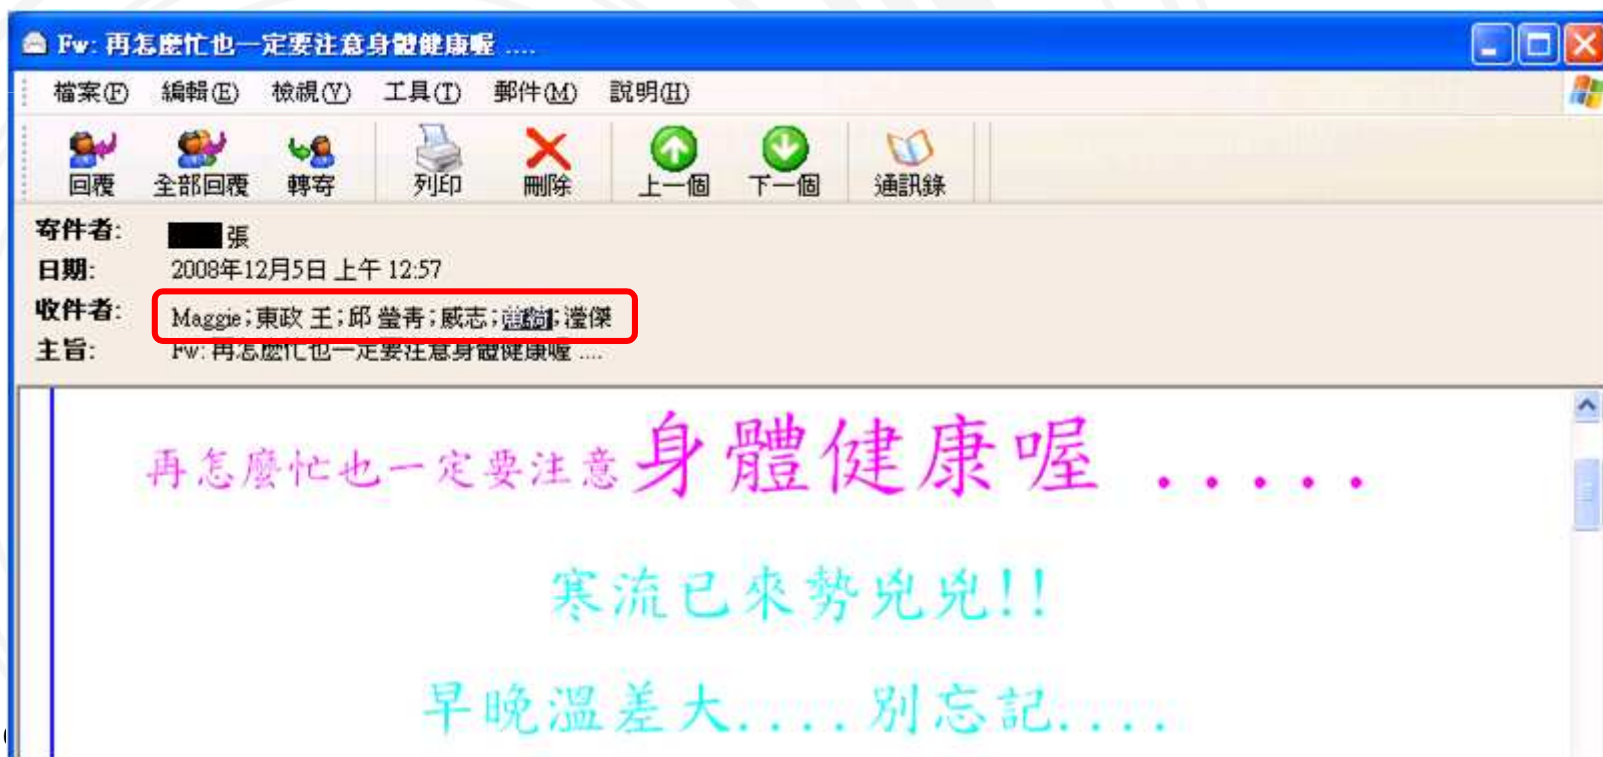 Fw: 再怎麼忙也一定要注意身體健康喔 ....
檔案(F) 編輯(E) 檢視(V) 工具(T) 郵件(M) 說明(H)
回覆 全部回覆 轉寄 列印 刪除 上一個 下一個 通訊錄
寄件者: 張
日期: 2008年12月5日 上午 12:57
收件者: Maggie; 東政 王; 邱 瑩青; 威志; 瀅傑
主旨: Fw: 再怎麼忙也一定要注意身體健康喔 ....
再怎麼忙也一定要注意身體健康喔 .....
寒流已來勢兇兇!!
早晚溫差大....別忘記....